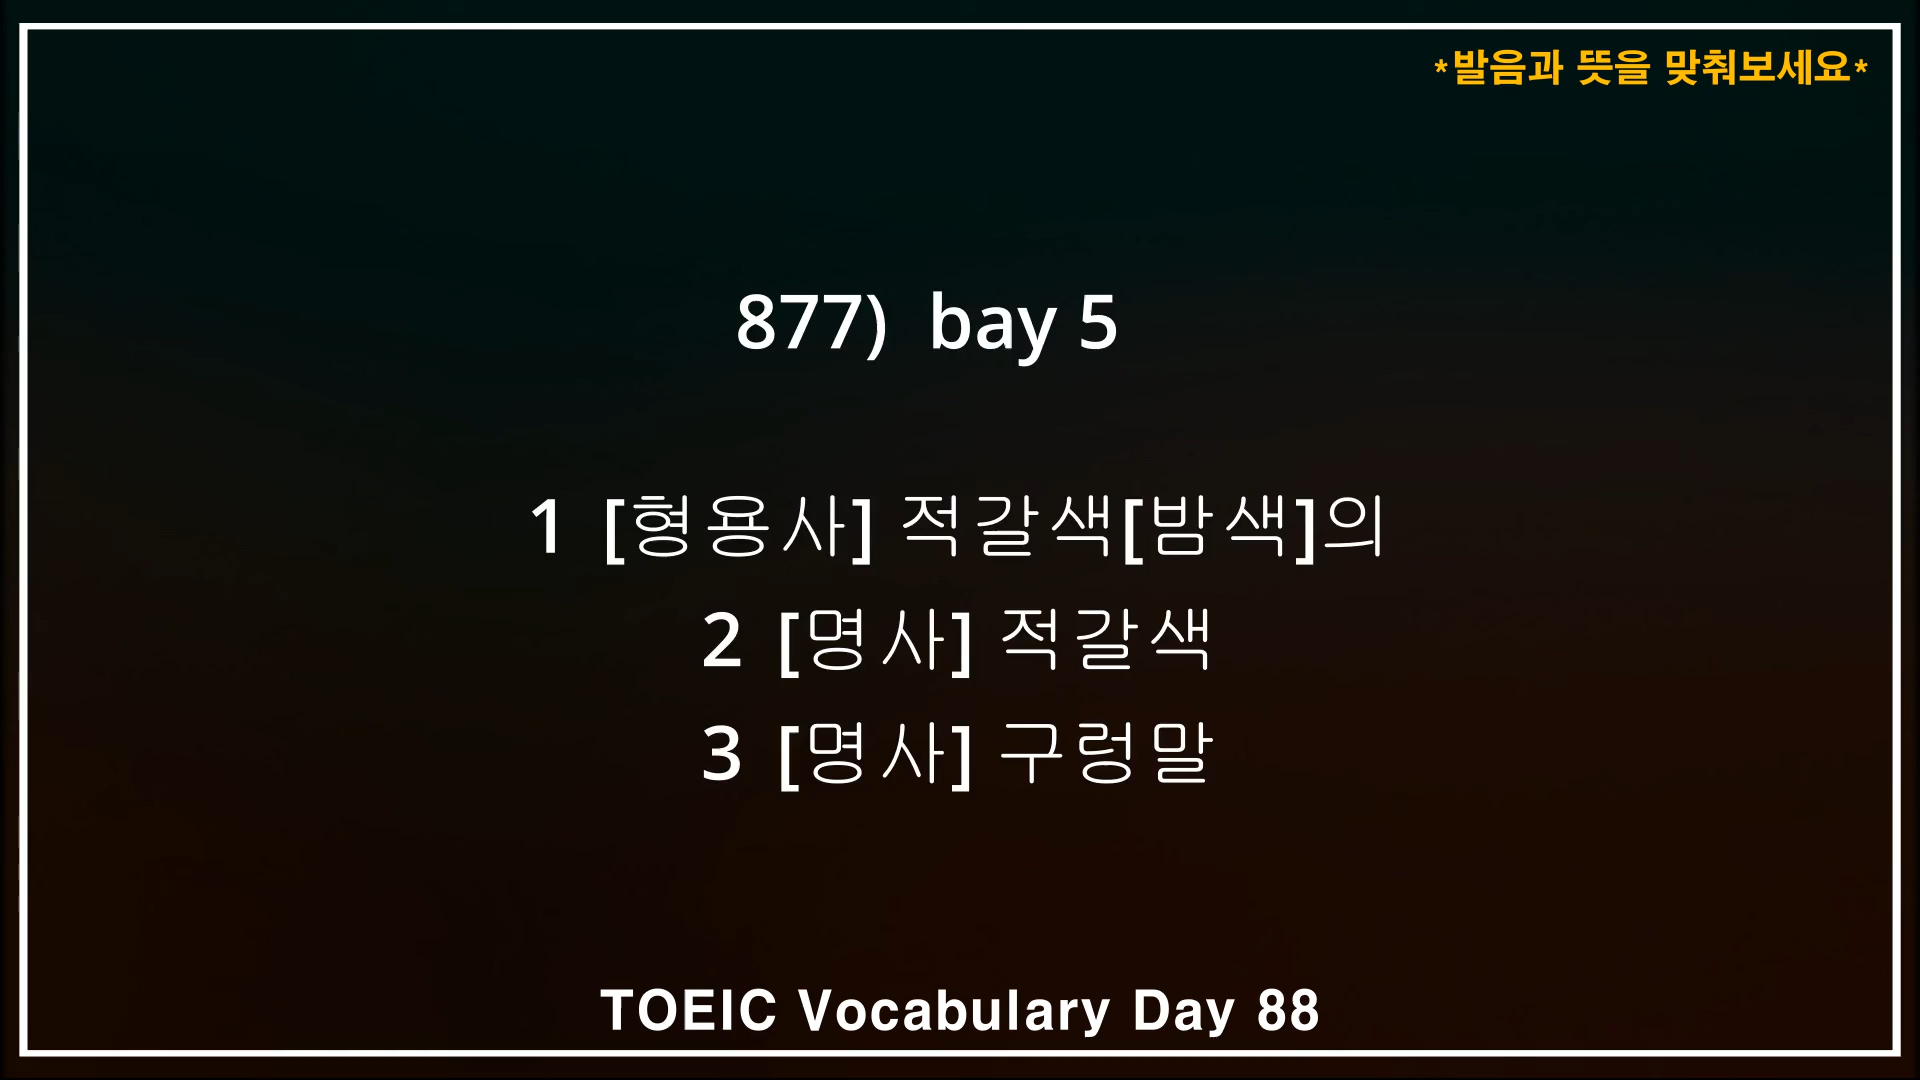 *발음과 뜻을 맞춰보세요*
877) bay 5
1 [형용사] 적갈색[밤색]의
2 [명사] 적갈색
3 [명사] 구렁말
TOEIC Vocabulary Day 88